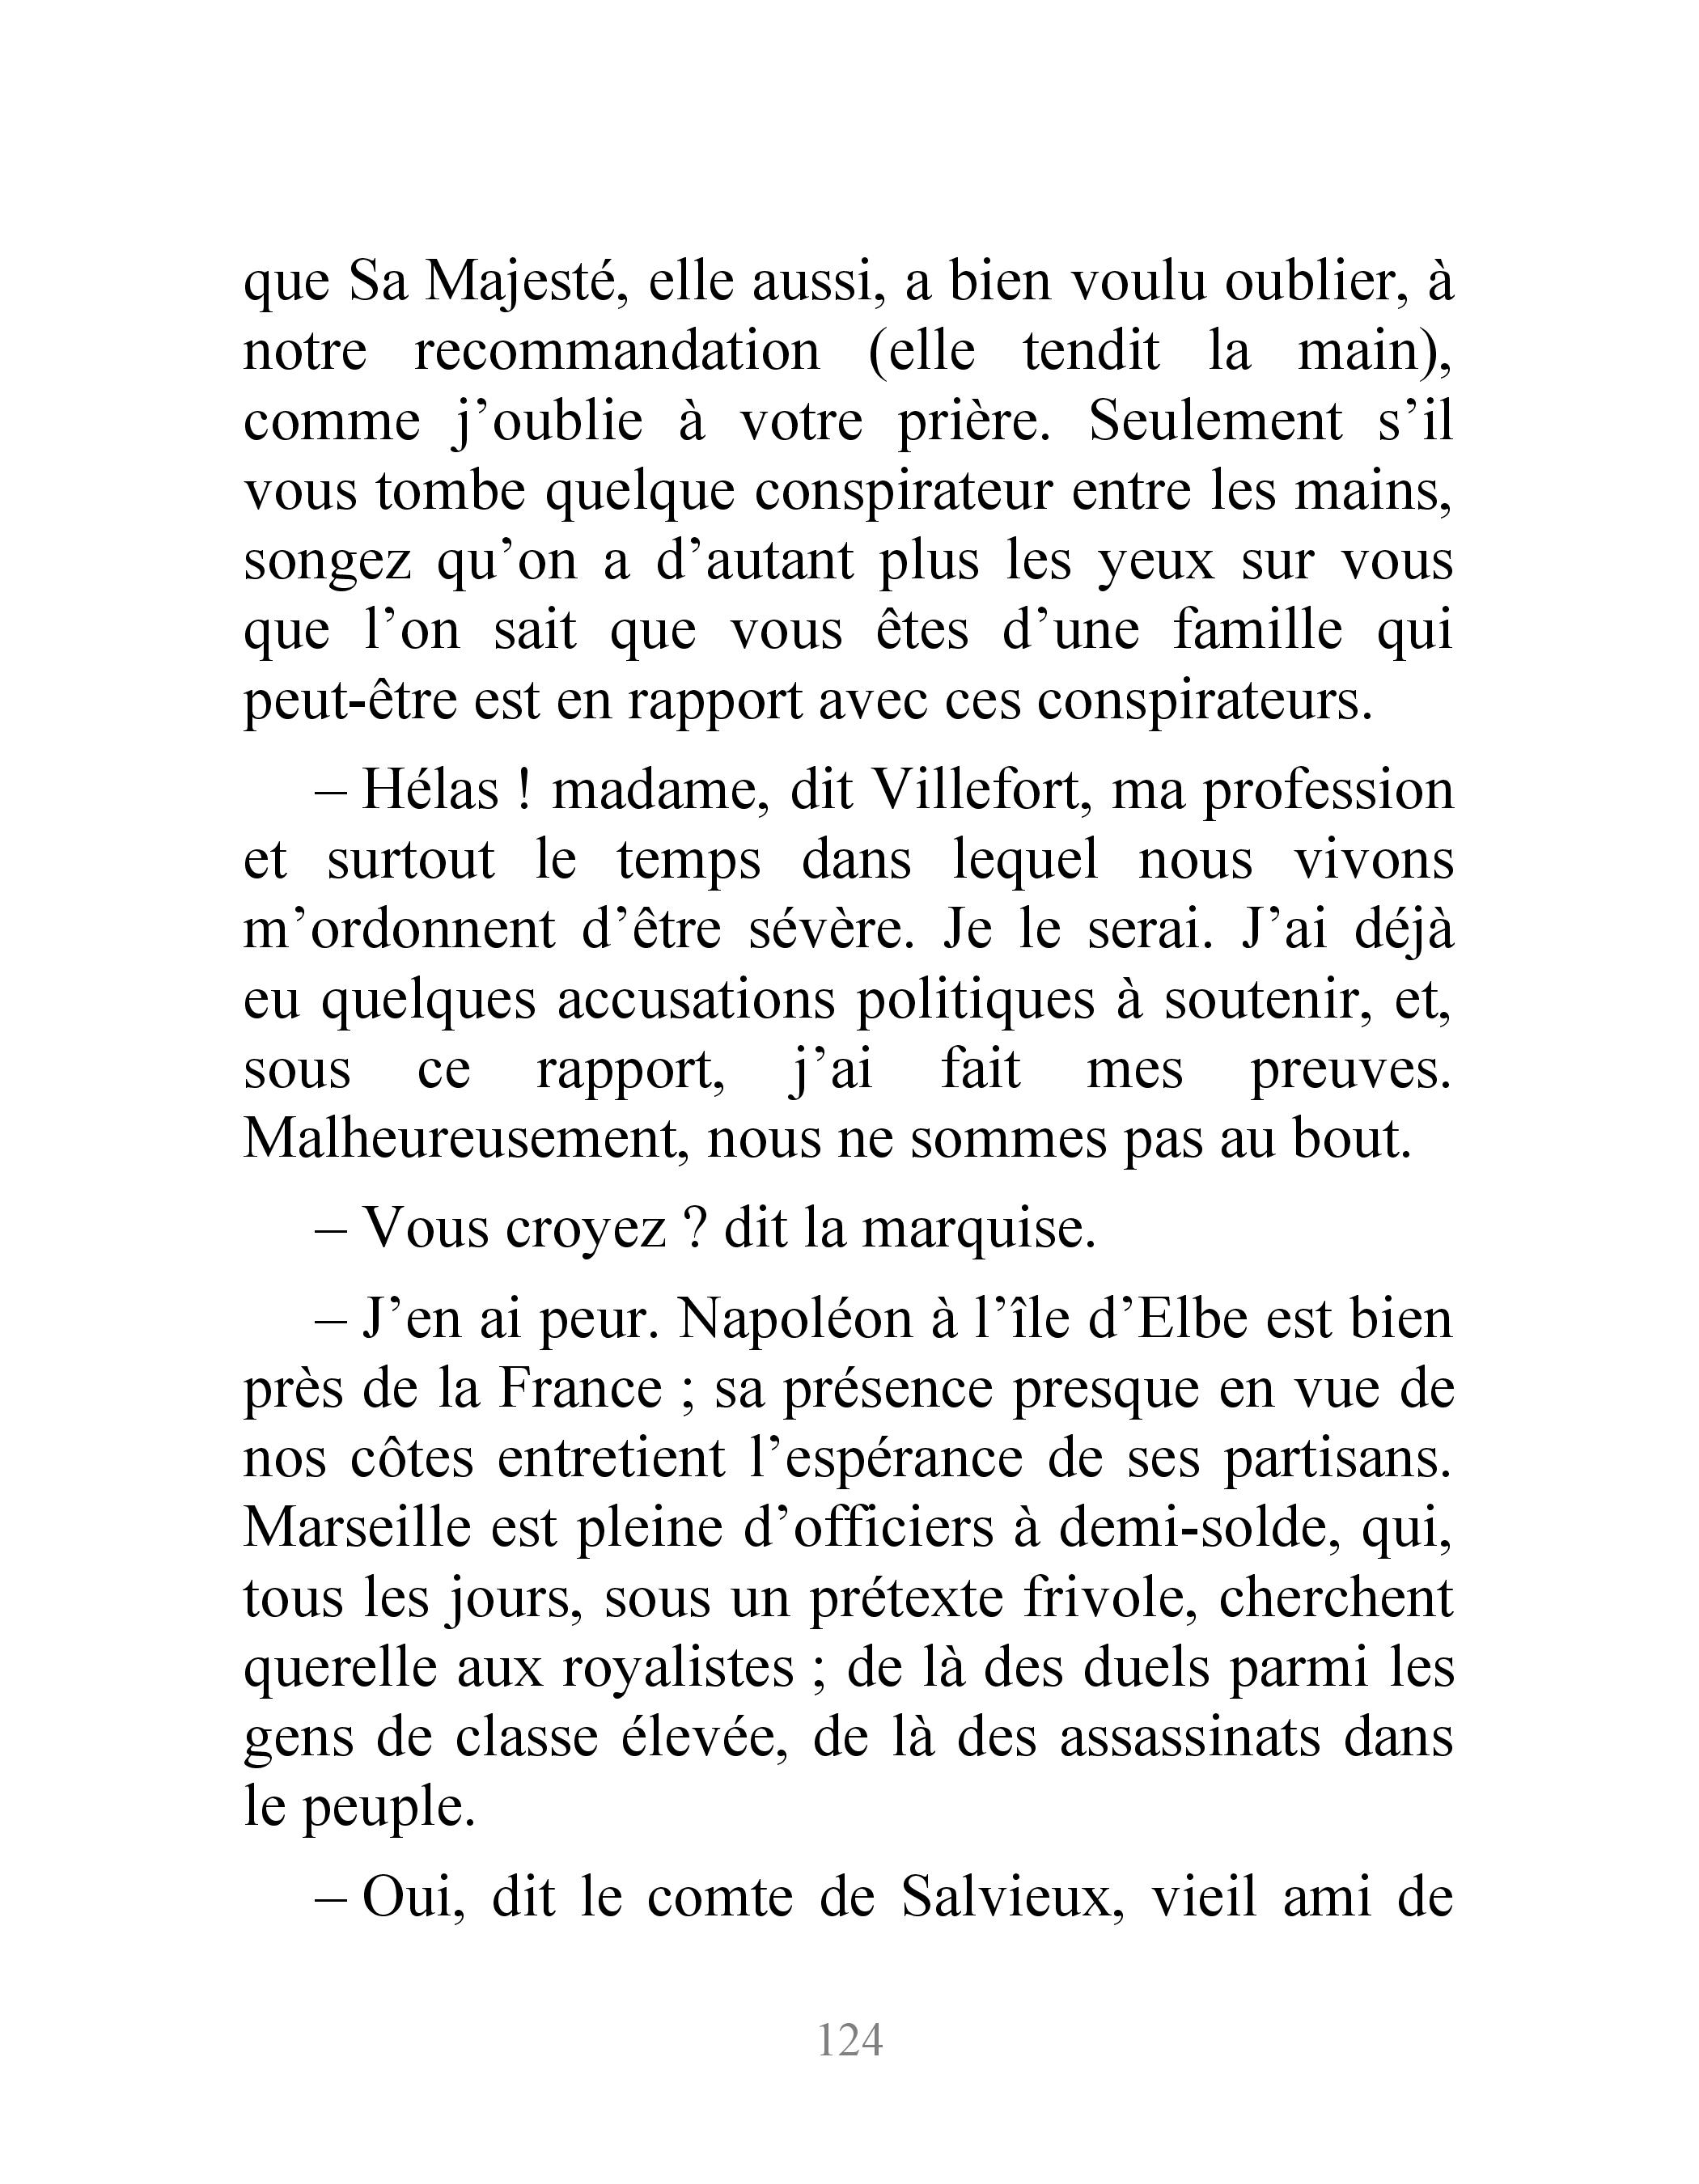 que Sa Majesté, elle aussi, a bien voulu oublier, à
notre recommandation (elle tendit la main),
comme j’oublie à votre prière. Seulement s’il
vous tombe quelque conspirateur entre les mains,
songez qu’on a d’autant plus les yeux sur vous
que l’on sait que vous êtes d’une famille qui
peut-être est en rapport avec ces conspirateurs.
– Hélas ! madame, dit Villefort, ma profession
et surtout le temps dans lequel nous vivons
m’ordonnent d’être sévère. Je le serai. J’ai déjà
eu quelques accusations politiques à soutenir, et,
sous ce rapport, j’ai fait mes preuves.
Malheureusement, nous ne sommes pas au bout.
– Vous croyez ? dit la marquise.
– J’en ai peur. Napoléon à l’île d’Elbe est bien
près de la France ; sa présence presque en vue de
nos côtes entretient l’espérance de ses partisans.
Marseille est pleine d’officiers à demi-solde, qui,
tous les jours, sous un prétexte frivole, cherchent
querelle aux royalistes ; de là des duels parmi les
gens de classe élevée, de là des assassinats dans
le peuple.
– Oui, dit le comte de Salvieux, vieil ami de
124